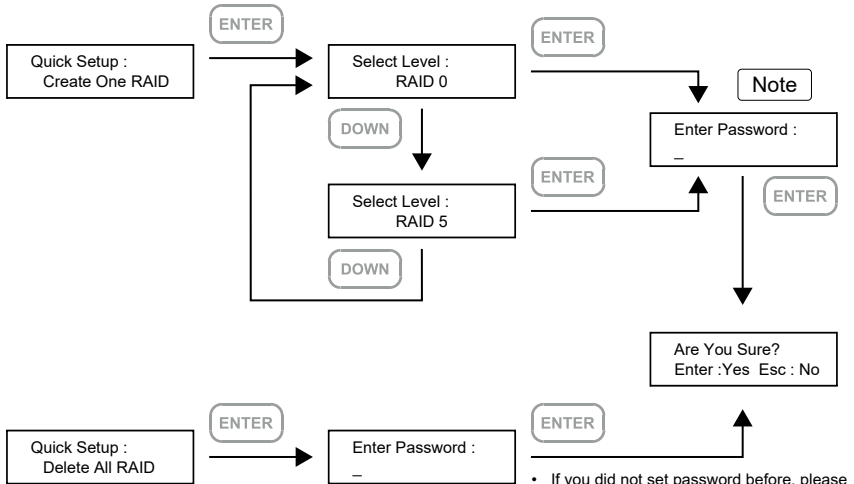 ENTER
Quick Setup :
Create One RAID
Select Level :
RAID 0
ENTER
Note
DOWN
Enter Password :
_
Select Level :
RAID 5
ENTER
ENTER
DOWN
Are You Sure?
Enter :Yes Esc : No
Quick Setup :
Delete All RAID
ENTER
Enter Password :
_
ENTER
• If you did not set password before, please